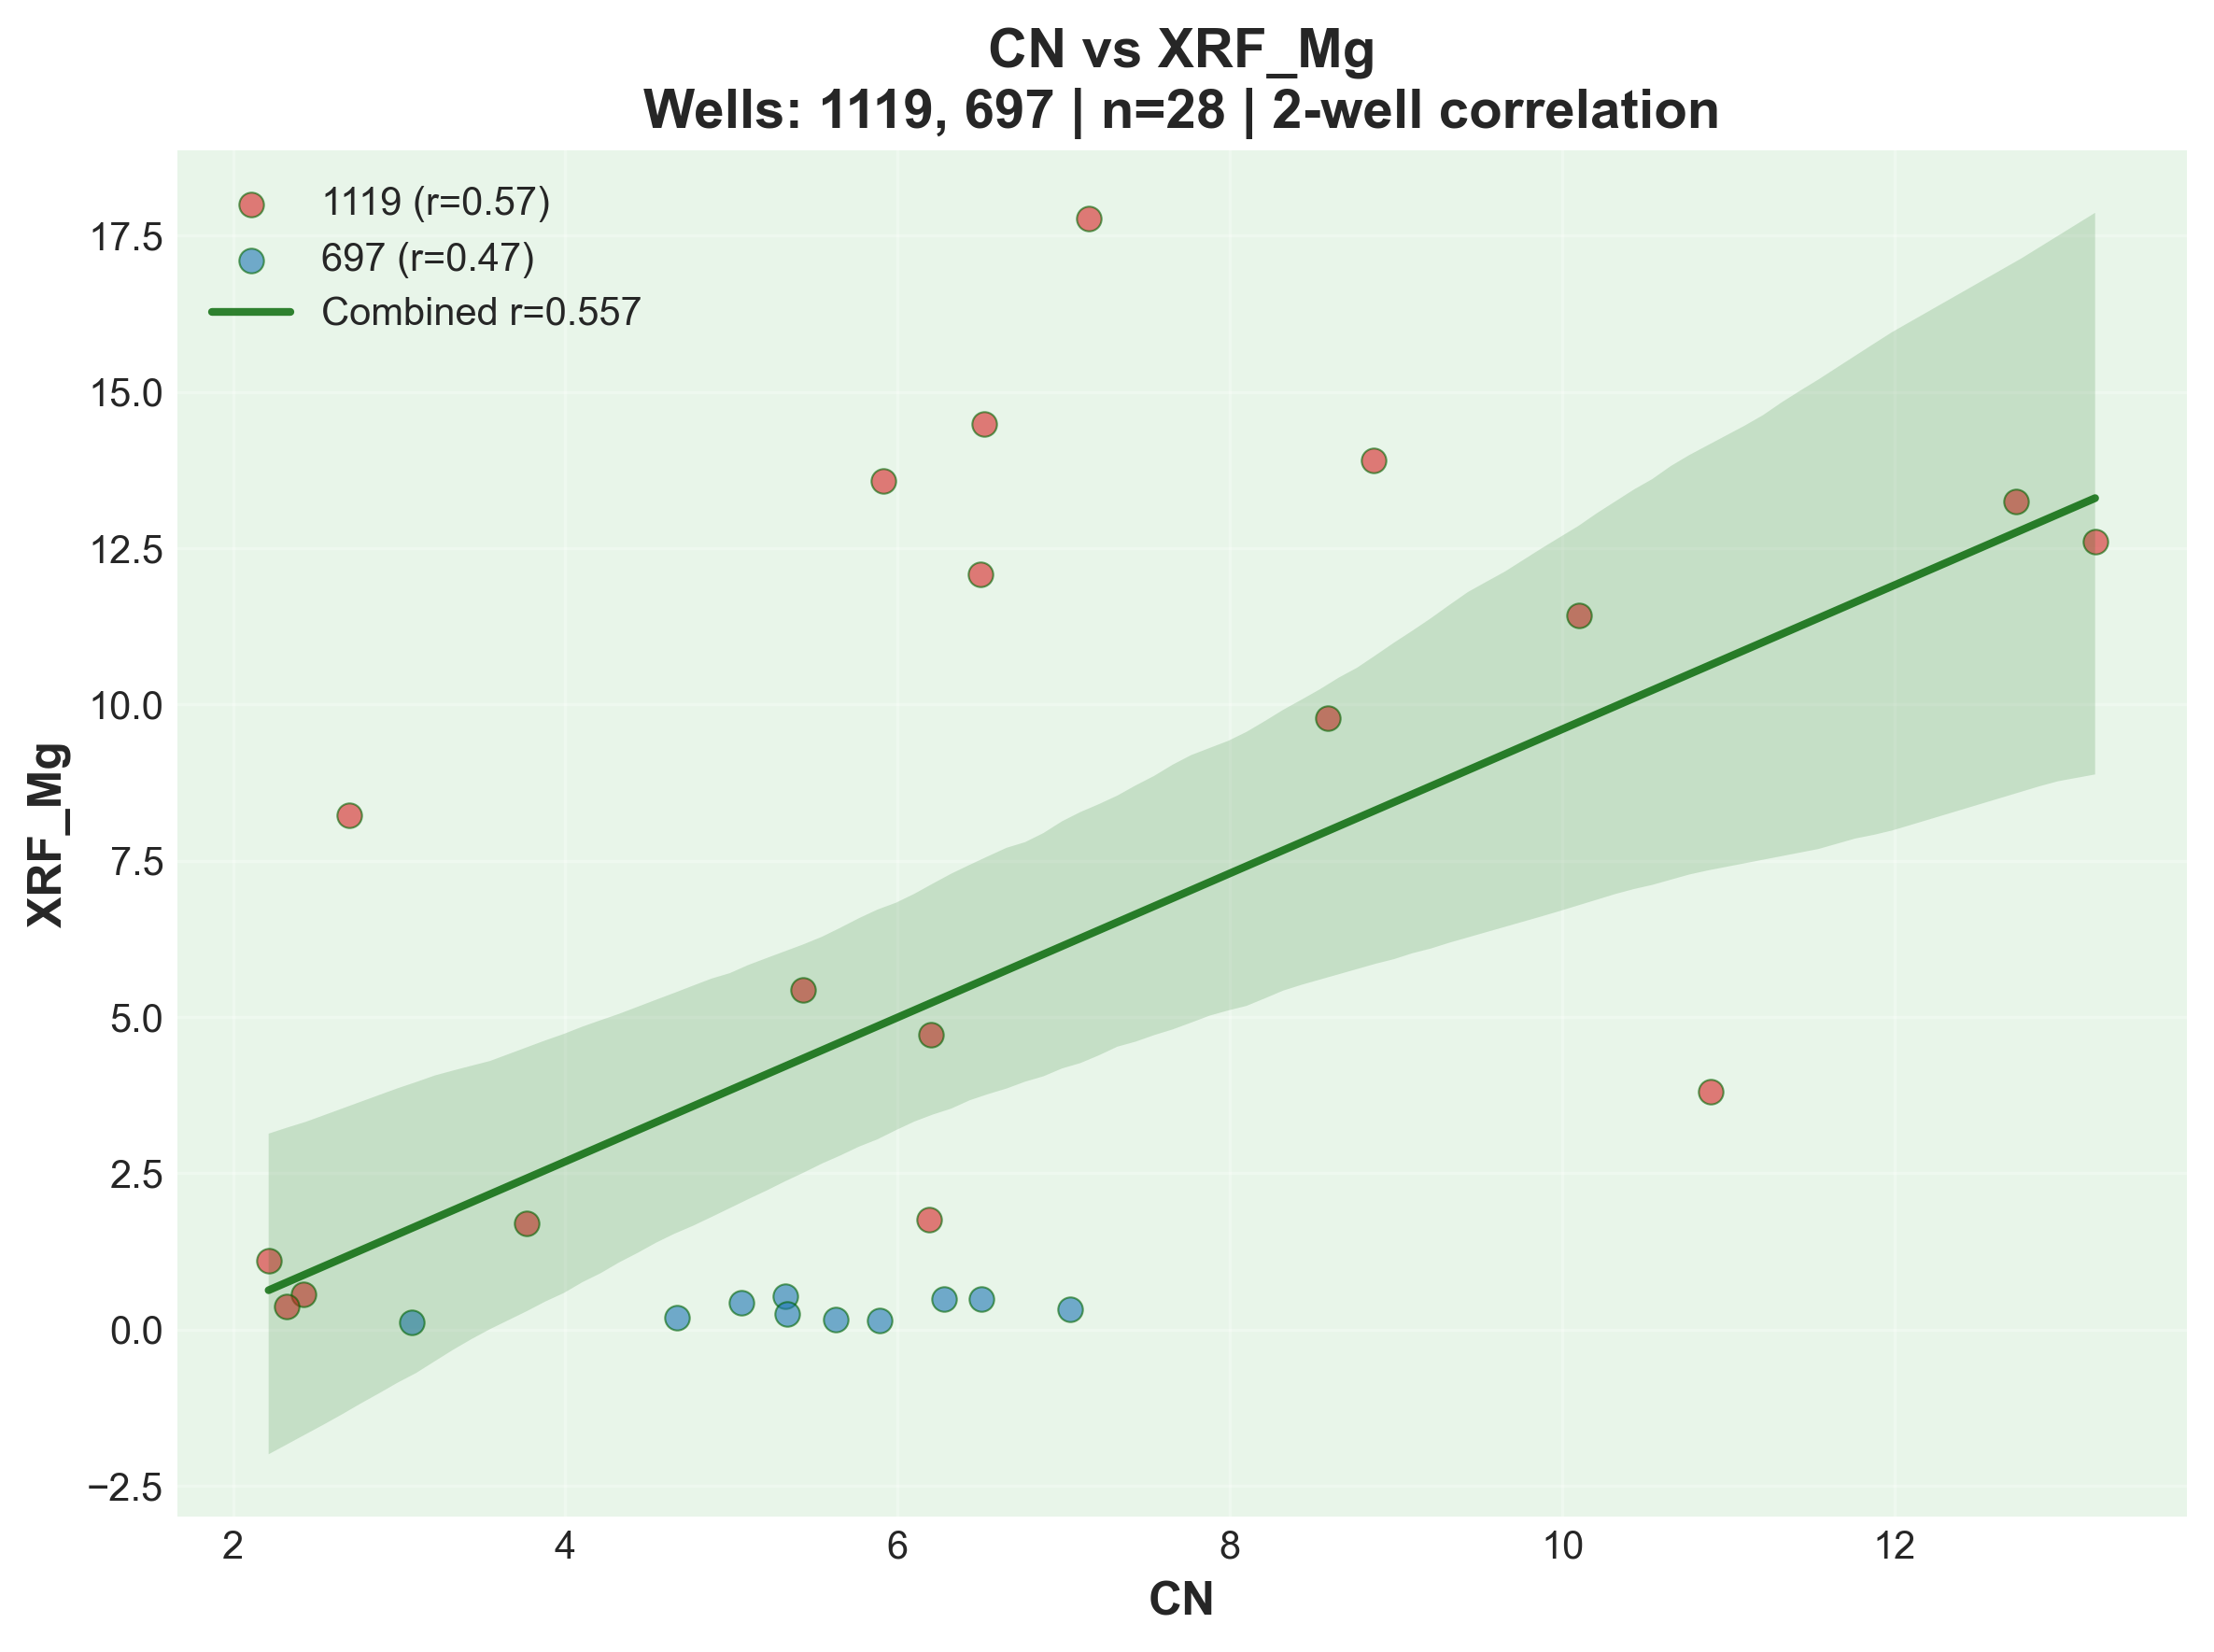 CN vs XRF_Mg
Wells: 1119, 697 | n=28 | 2-well correlation
1119 (r=0.57)
697 (r=0.47)
Combined r=0.557
17.5
15.0
12.5
10.0
7.5
5.0
2.5
0.0
−2.5
XRF_Mg
2 4 6 8 10 12
CN